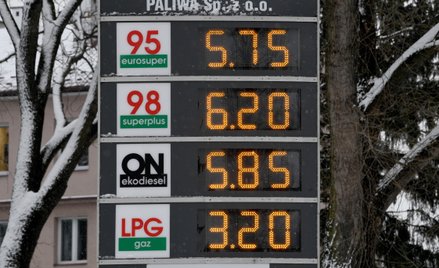 PALIWA Sp. z o.o.
95
eurosuper
5.75
98
superplus
6.20
ON
ekodiesel
5.85
LPG
gaz
3.20